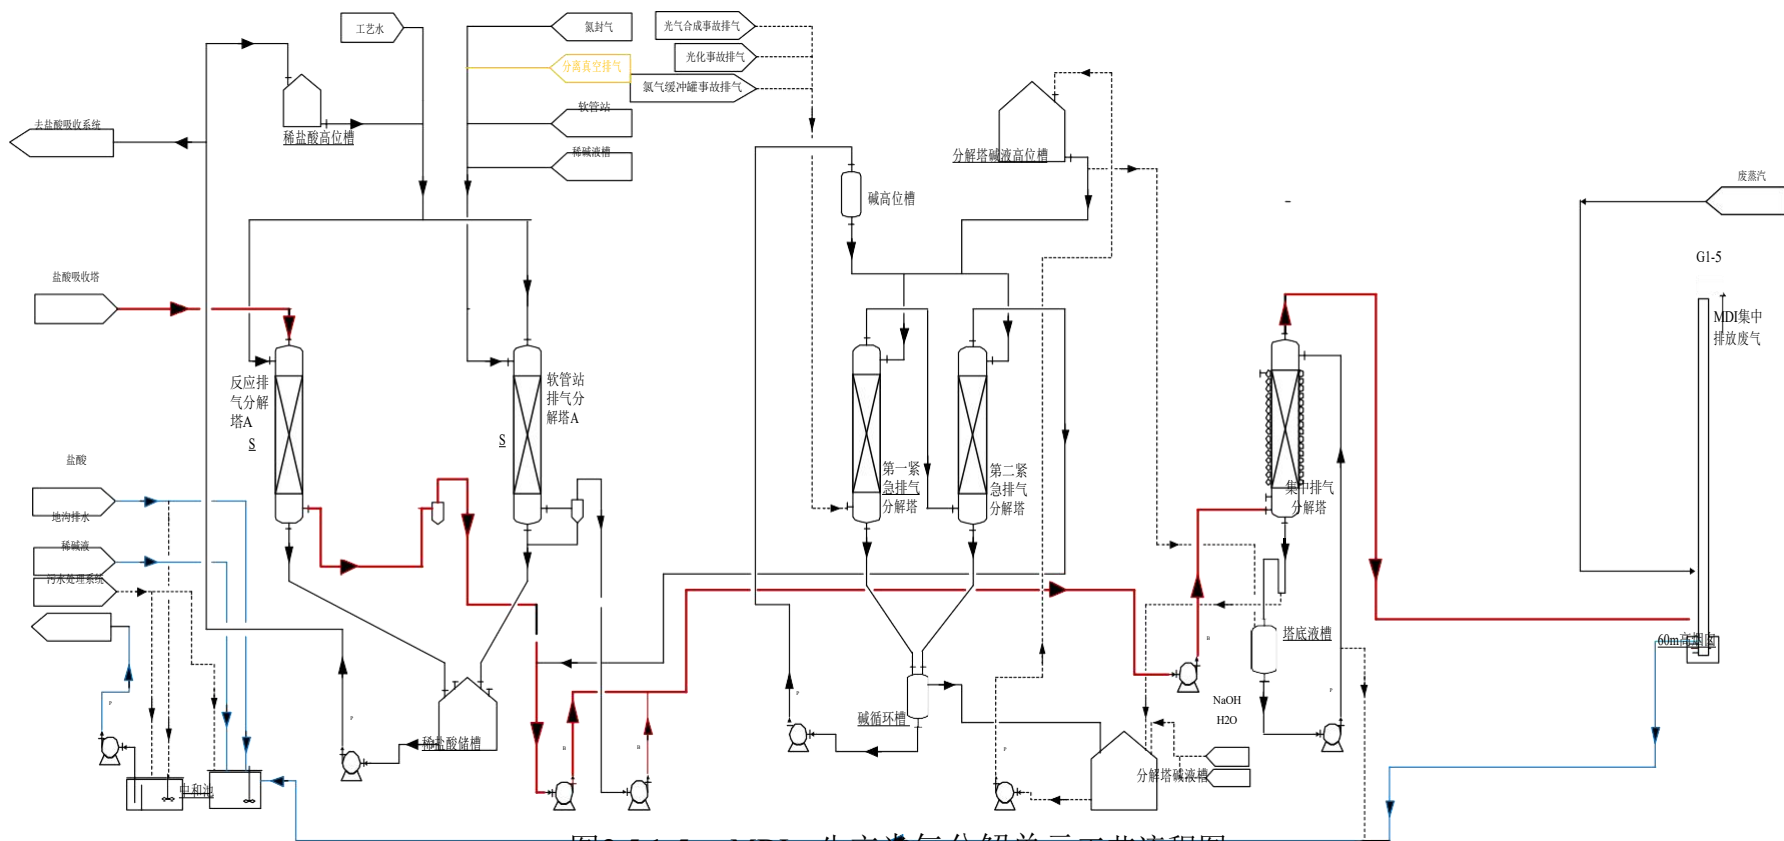 工艺水
氮封气
光气合成事故排气
光化事故排气
分离真空排气
氯气缓冲罐事故排气
软管站
去盐酸吸收系统
稀盐酸高位槽
稀碱液槽
分解塔碱液高位槽
碱高位槽
废蒸汽
G1-5
盐酸吸收塔
MDI集中
排放废气
反应排
气分解
塔A
S
软管站
排气分
解塔A
S
第一紧
急排气
分解塔
第二紧
急排气
分解塔
集中排气
分解塔
盐酸
地沟排水
稀碱液
污水处理系统
塔底液槽
60m高烟囱
NaOH
H2O
碱循环槽
稀盐酸储槽
分解塔碱液槽
中和池
P
P
P
P
P
B
B
B